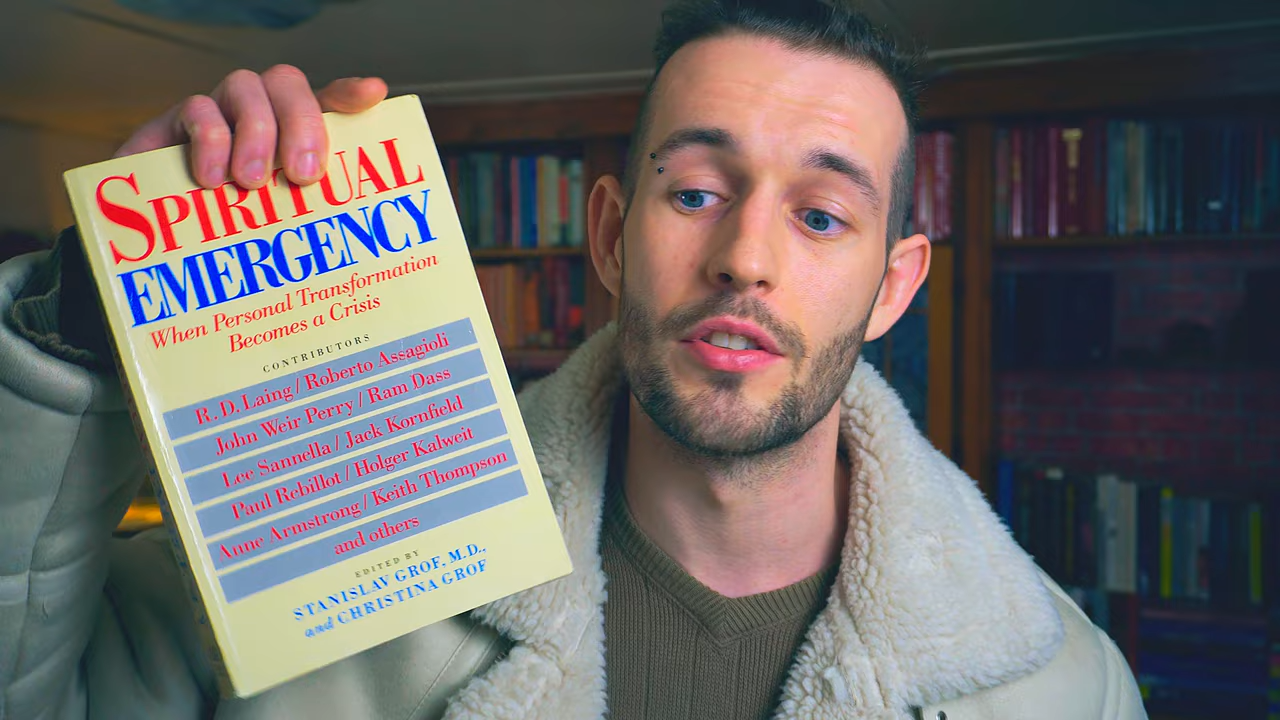 SPIRITUAL
EMERGENCY
When Personal Transformation
Becomes a Crisis
CONTRIBUTORS
R. D. Laing / Roberto Assagioli
John Weir Perry / Ram Dass
Lee Sannella / Jack Kornfield
Paul Rebillot / Holger Kalweit
Anne Armstrong / Keith Thompson
and others
EDITED BY
STANISLAV GROF, M.D.,
and CHRISTINA GROF